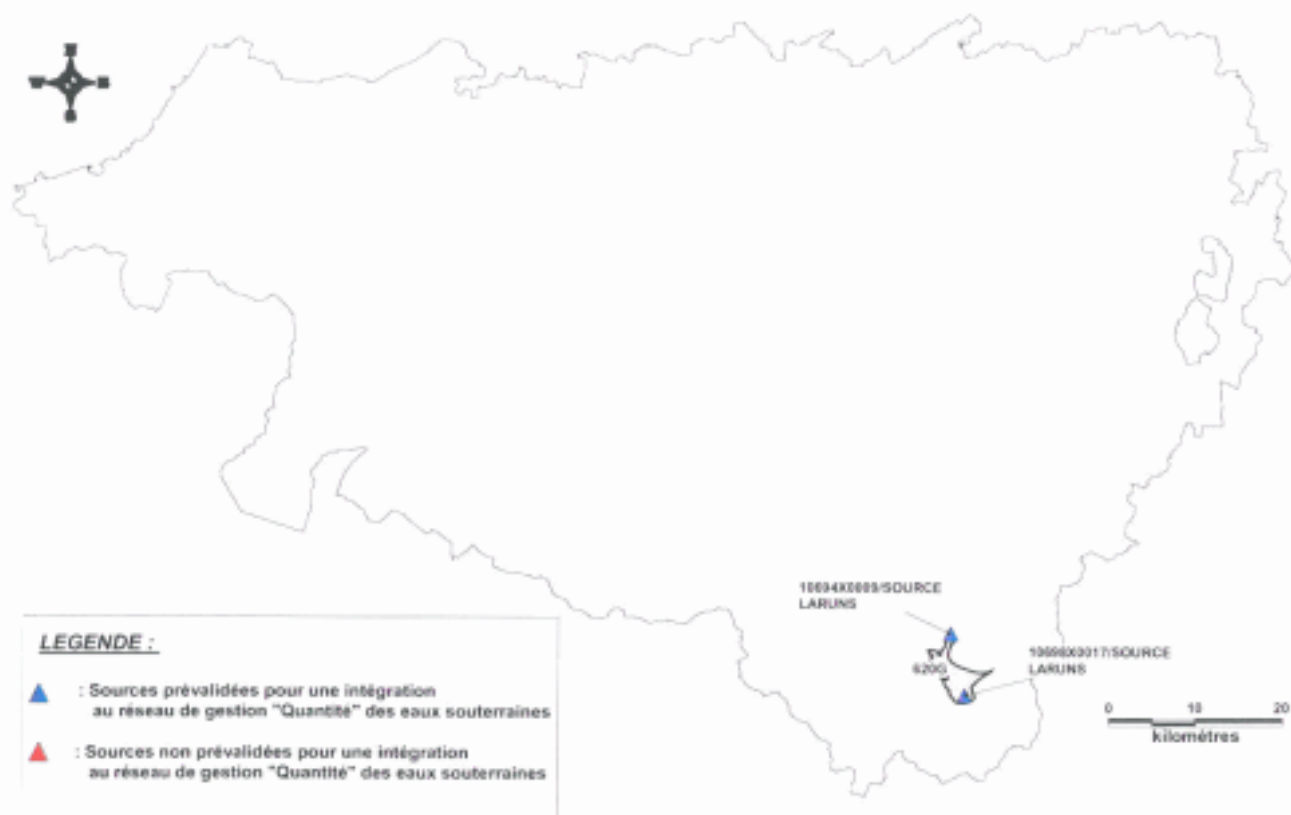 10694X0009/SOURCE
LARUNS
620G
10698X0017/SOURCE
LARUNS
LEGENDE :
: Sources prévalidées pour une intégration
au réseau de gestion "Quantité" des eaux souterraines
: Sources non prévalidées pour une intégration
au réseau de gestion "Quantité" des eaux souterraines
0 10 20
kilomètres